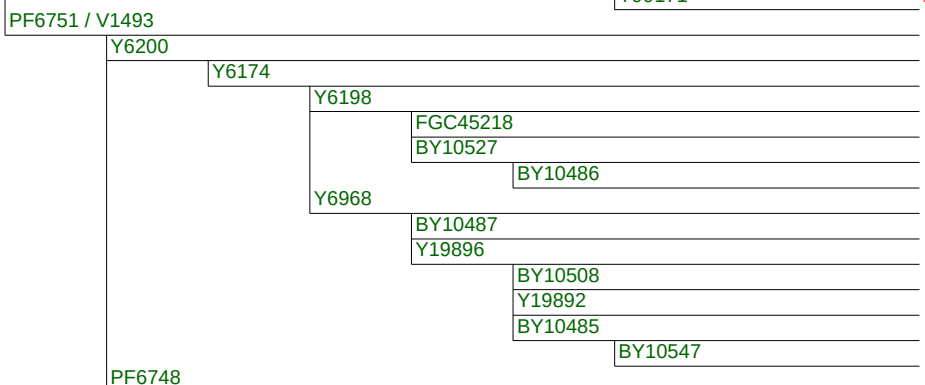 PF6751 / V1493
Y6200
Y6174
Y6198
FGC45218
BY10527
BY10486
Y6968
BY10487
Y19896
BY10508
Y19892
BY10485
BY10547
PF6748